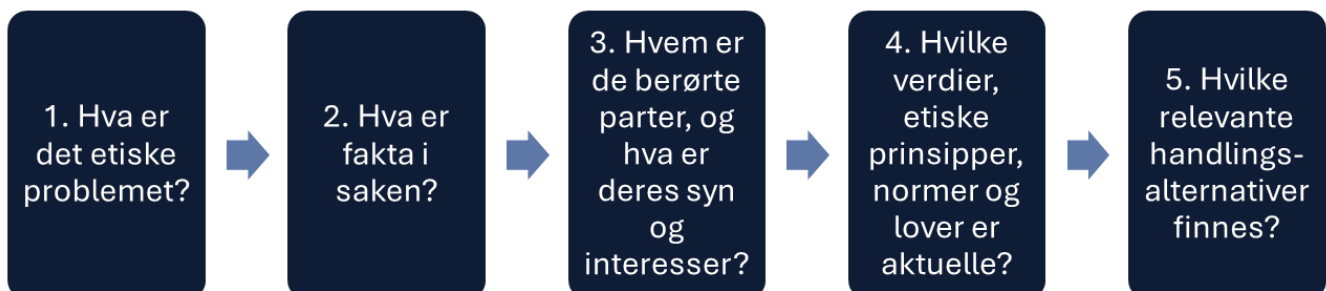 1. Hva er
det etiske
problemet?
2. Hva er
fakta i
saken?
3. Hvem er
de berørte
parter, og
hva er
deres syn
og
interesser?
4. Hvilke
verdier,
etiske
prinsipper,
normer og
lover er
aktuelle?
5. Hvilke
relevante
handlings-
alternativer
finnes?